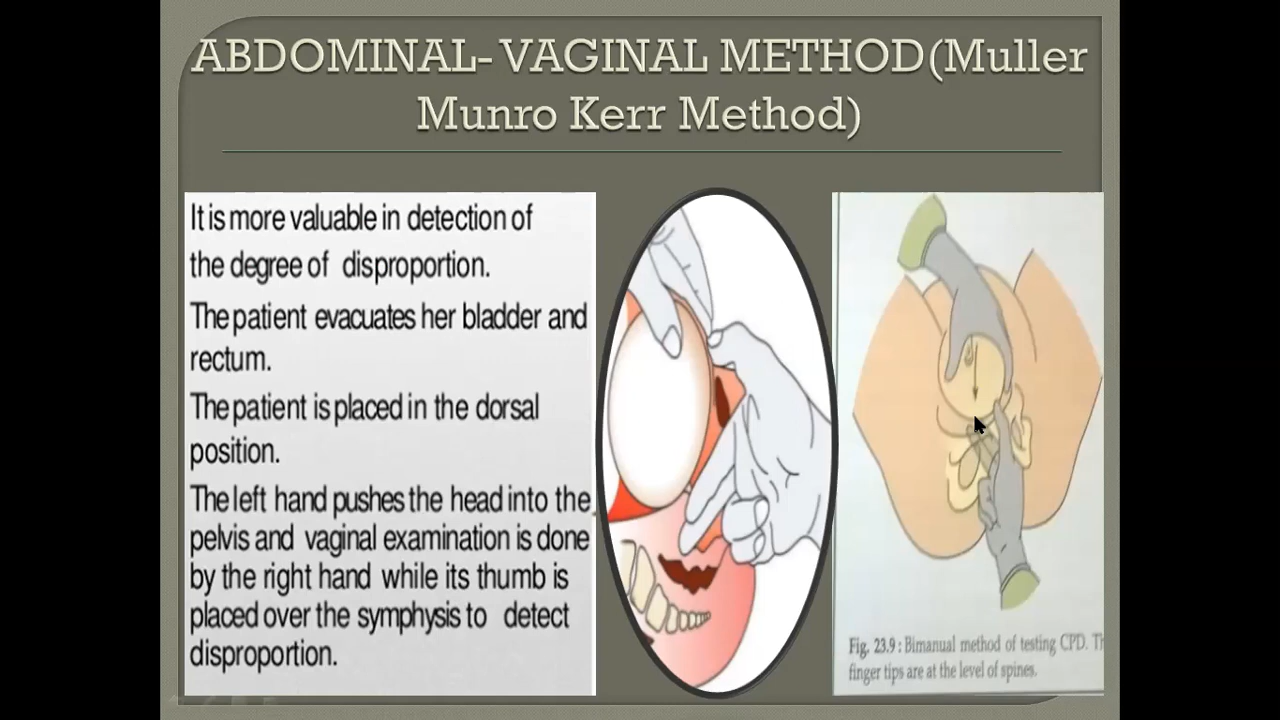 ABDOMINAL- VAGINAL METHOD(Muller
Munro Kerr Method)
It is more valuable in detection of
the degree of disproportion.
The patient evacuates her bladder and
rectum.
The patient is placed in the dorsal
position.
The left hand pushes the head into the
pelvis and vaginal examination is done
by the right hand while its thumb is
placed over the symphysis to detect
disproportion.
Fig. 23.9 : Bimanual method of testing CPD.
finger tips are at the level of spines.